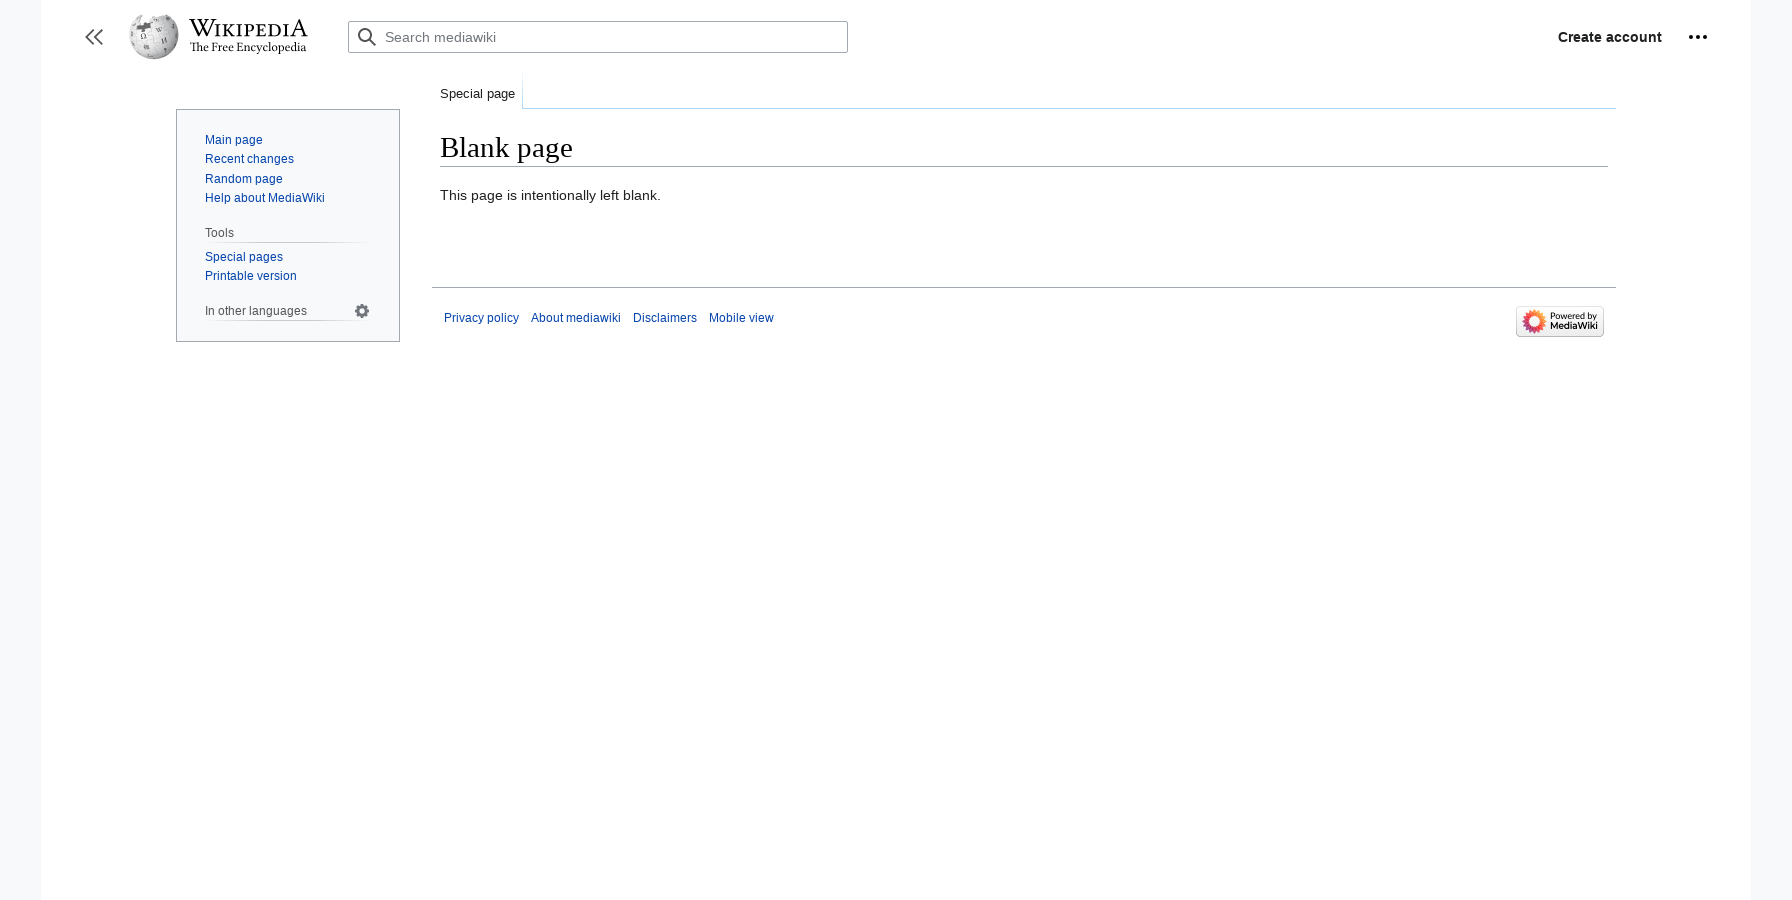 WIKIPEDIA
The Free Encyclopedia
Search mediawiki
Create account
Special page
Main page
Recent changes
Random page
Help about MediaWiki
Tools
Special pages
Printable version
In other languages
Blank page
This page is intentionally left blank.
Privacy policy
About mediawiki
Disclaimers
Mobile view
Powered by
MediaWiki